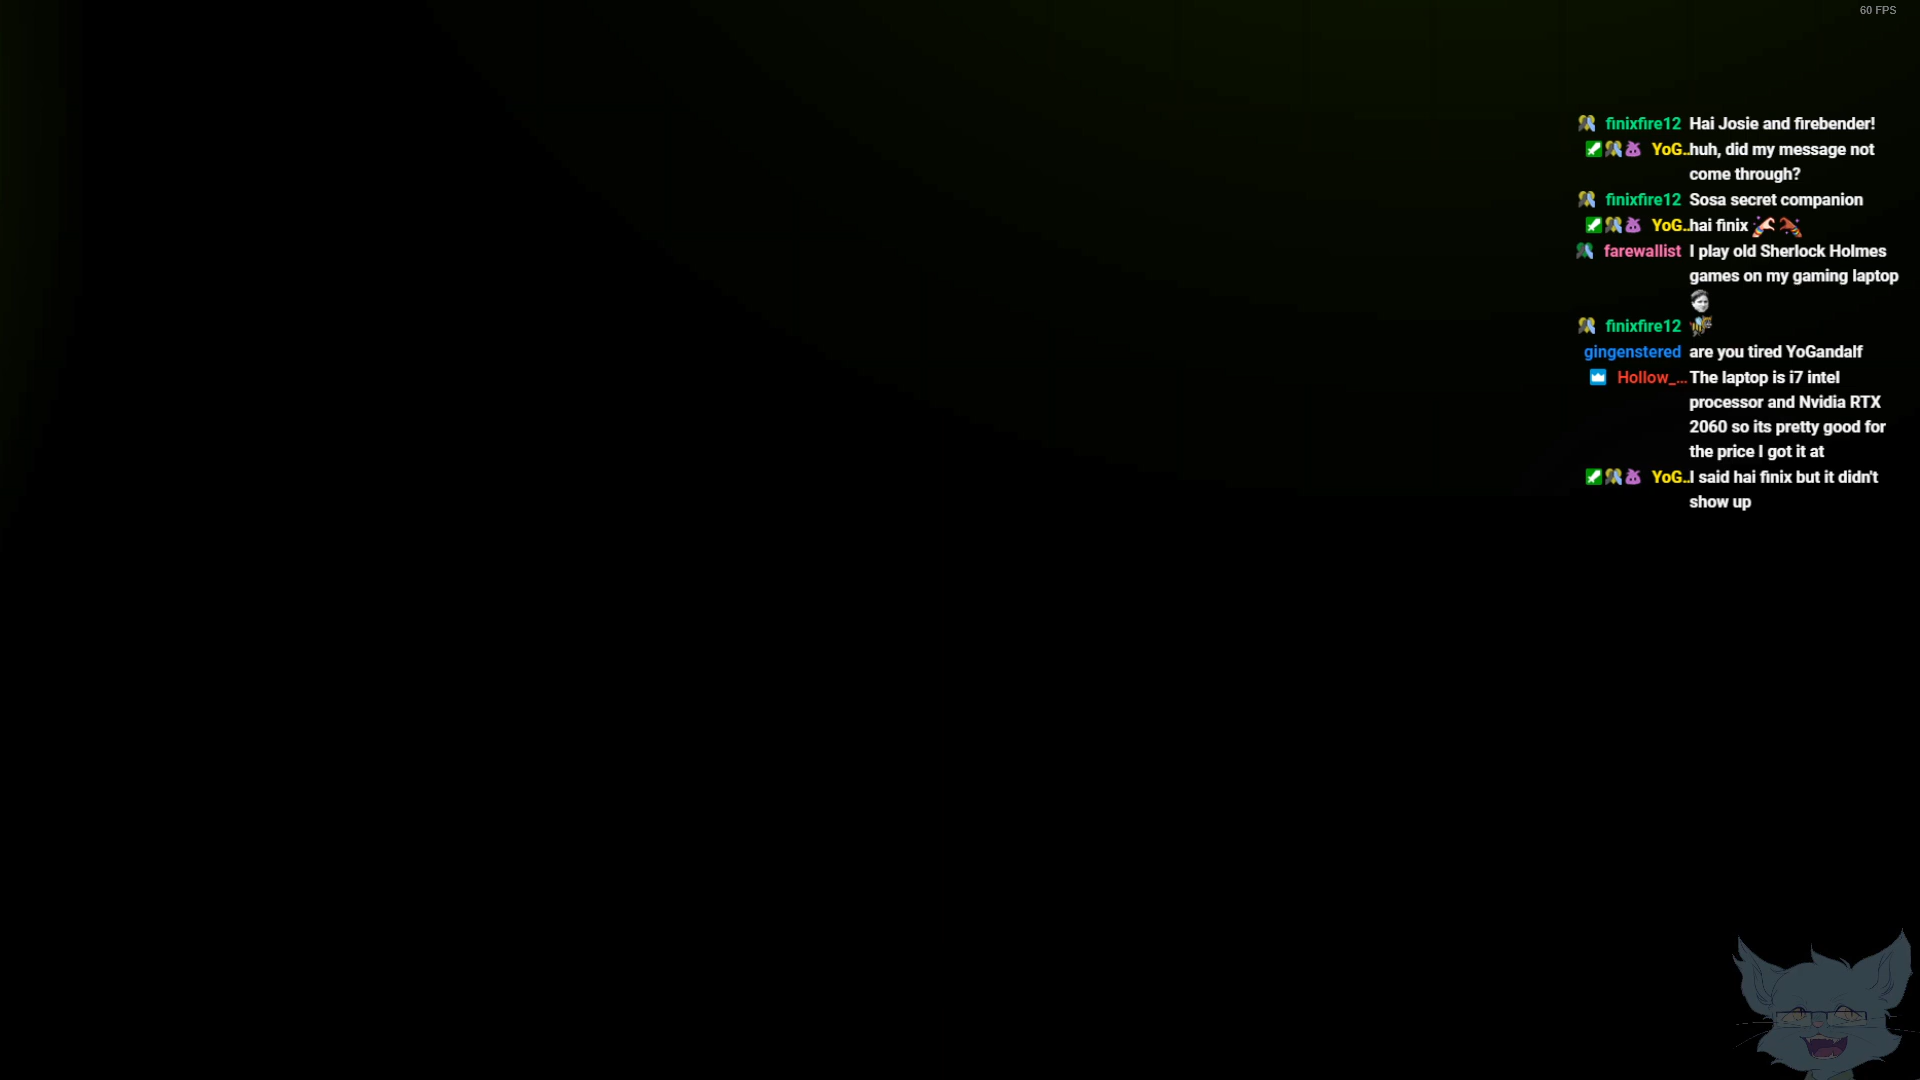 60 FPS
finixfire12 Hai Josie and firebender!
YoG.. huh, did my message not
come through?
finixfire12 Sosa secret companion
YoG.. hai finix
farewallist I play old Sherlock Holmes
games on my gaming laptop
finixfire12
gingenstered are you tired YoGandalf
Hollow_... The laptop is i7 intel
processor and Nvidia RTX
2060 so its pretty good for
the price I got it at
YoG.. I said hai finix but it didn't
show up